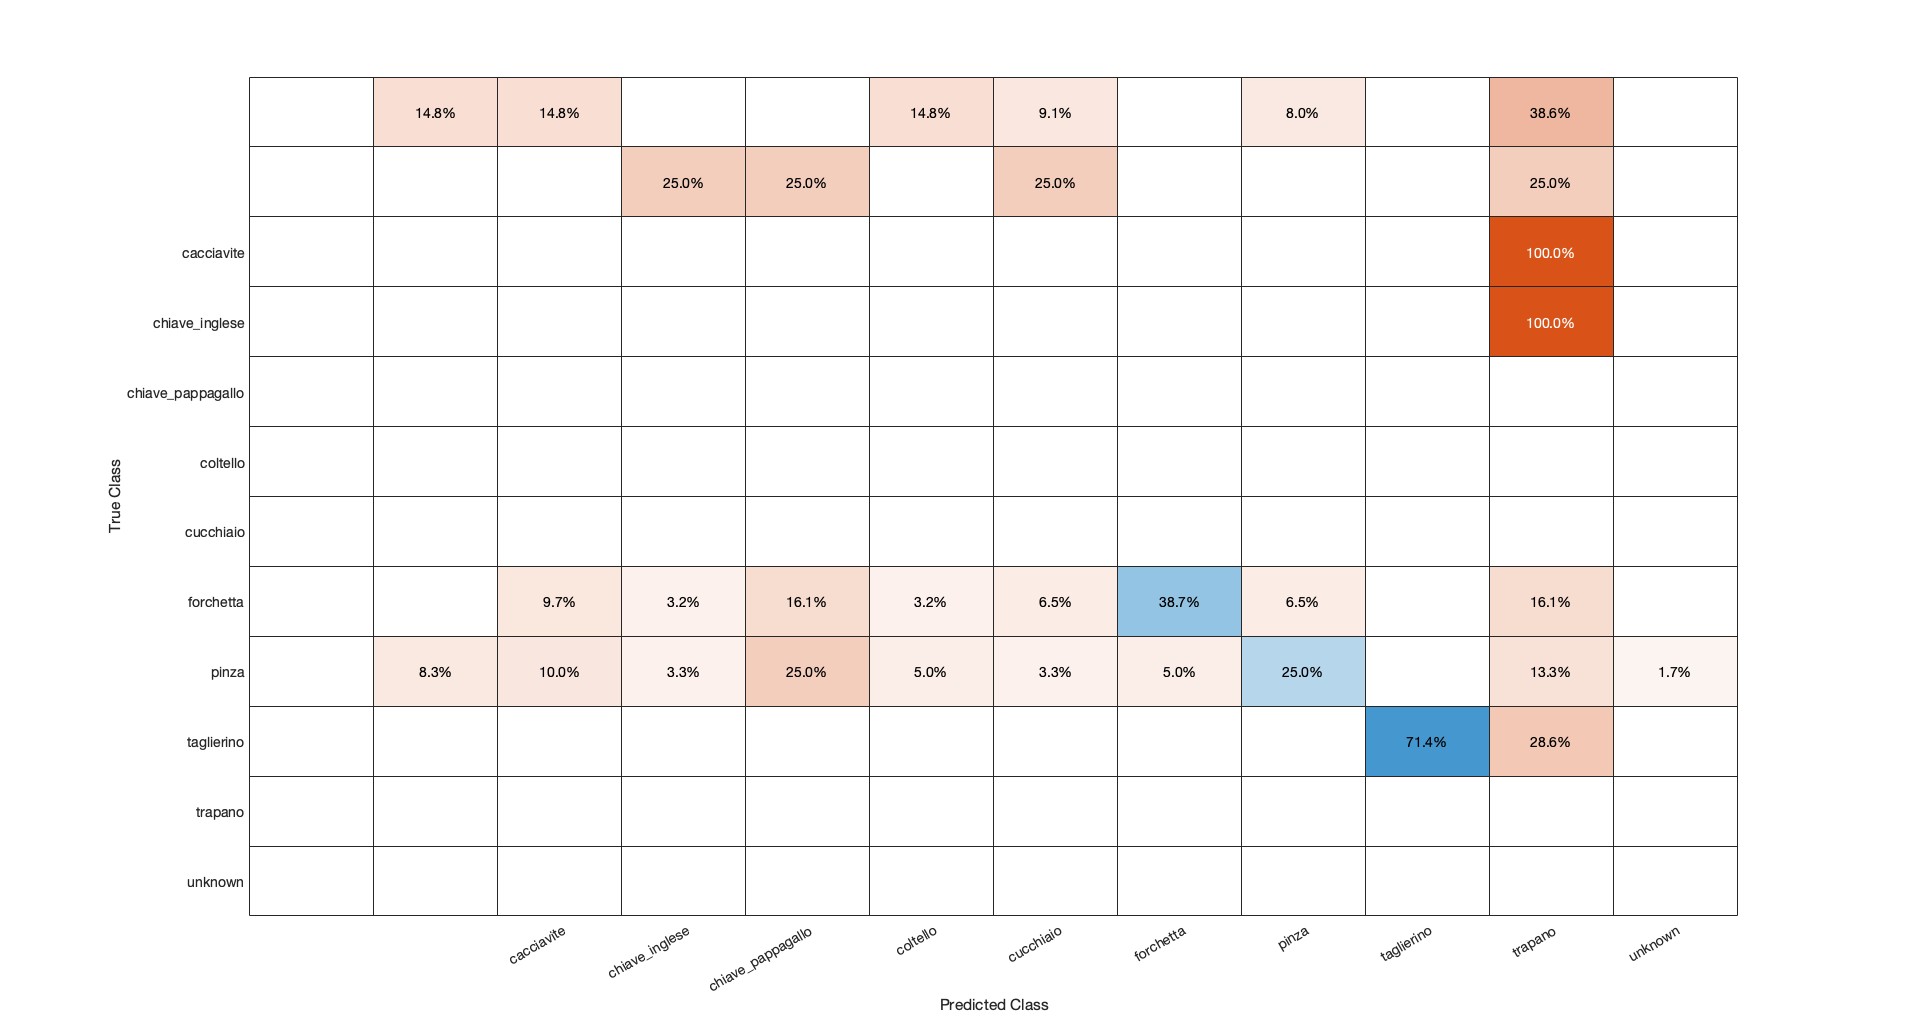 14.8% 14.8% 14.8% 9.1% 8.0% 38.6%
25.0% 25.0% 25.0% 25.0%
cacciavite 100.0%
chiave_inglese 100.0%
chiave_pappagallo
coltello
True Class
cucchiaio
forchetta 9.7% 3.2% 16.1% 3.2% 6.5% 38.7% 6.5% 16.1%
pinza 8.3% 10.0% 3.3% 25.0% 5.0% 3.3% 5.0% 25.0% 13.3% 1.7%
taglierino 71.4% 28.6%
trapano
unknown
cacciavite chiave_inglese chiave_pappagallo coltello cucchiaio forchetta pinza taglierino trapano unknown
Predicted Class